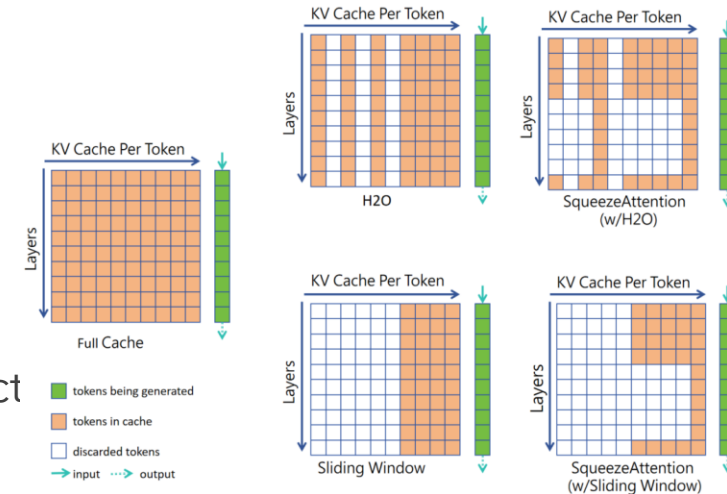 KV Cache Per Token
Layers
Full Cache
ct
tokens being generated
tokens in cache
discarded tokens
input
output
KV Cache Per Token
Layers
H2O
KV Cache Per Token
Layers
SqueezeAttention
(w/H2O)
KV Cache Per Token
Layers
Sliding Window
KV Cache Per Token
Layers
SqueezeAttention
(w/Sliding Window)